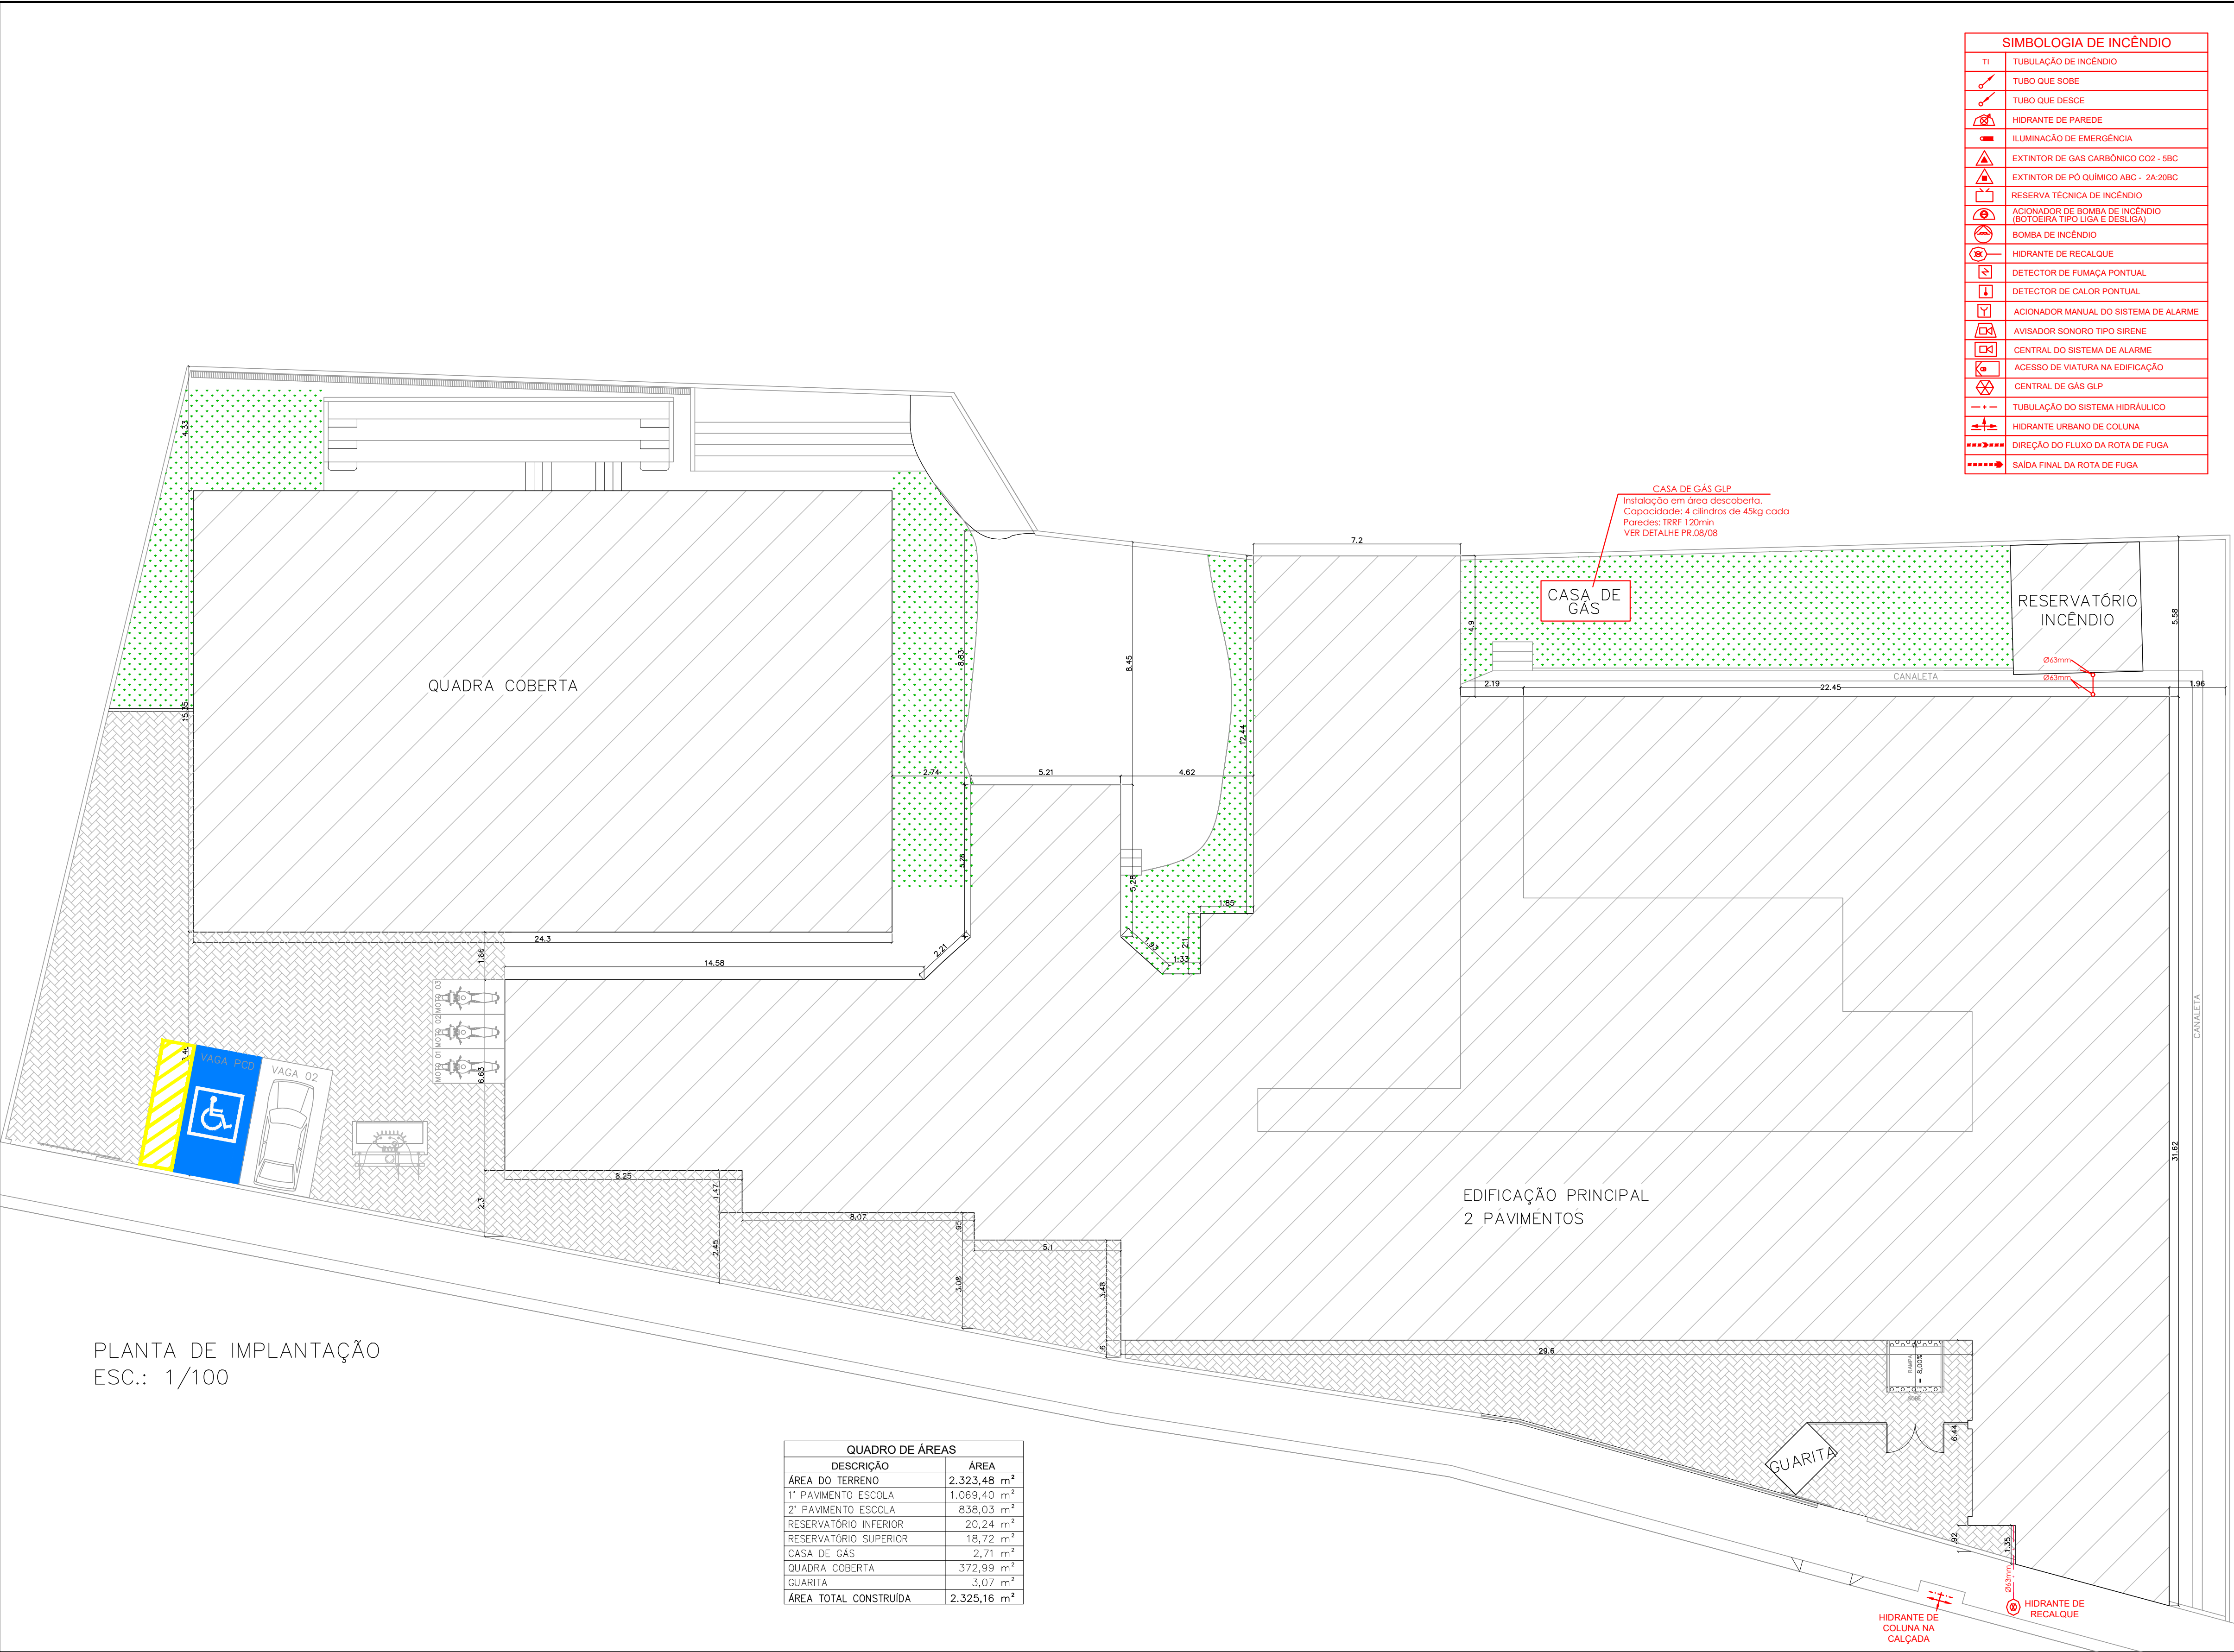 SIMBOLOGIA DE INCÊNDIO
TI TUBULAÇÃO DE INCÊNDIO
TUBO QUE SOBE
TUBO QUE DESCE
HIDRANTE DE PAREDE
ILUMINACÃO DE EMERGÊNCIA
EXTINTOR DE GAS CARBÔNICO CO2 - 5BC
EXTINTOR DE PÓ QUÍMICO ABC - 2A:20BC
RESERVA TÉCNICA DE INCÊNDIO
ACIONADOR DE BOMBA DE INCÊNDIO
(BOTOEIRA TIPO LIGA E DESLIGA)
BOMBA DE INCÊNDIO
HIDRANTE DE RECALQUE
DETECTOR DE FUMAÇA PONTUAL
DETECTOR DE CALOR PONTUAL
ACIONADOR MANUAL DO SISTEMA DE ALARME
AVISADOR SONORO TIPO SIRENE
CENTRAL DO SISTEMA DE ALARME
ACESSO DE VIATURA NA EDIFICAÇÃO
CENTRAL DE GÁS GLP
TUBULAÇÃO DO SISTEMA HIDRÁULICO
HIDRANTE URBANO DE COLUNA
DIREÇÃO DO FLUXO DA ROTA DE FUGA
SAÍDA FINAL DA ROTA DE FUGA
CASA DE GÁS GLP
Instalação em área descoberta.
Capacidade: 4 cilindros de 45kg cada
Paredes: TRRF 120min
VER DETALHE PR.08/08
4.33
7.2
CASA DE
GÁS
RESERVATÓRIO
INCÊNDIO
5.58
4.9
8.83
8.45
Ø63mm
Ø63mm
CANALETA
QUADRA COBERTA
2.19
22.45
1.96
15.35
12.44
2.74
5.21
4.62
5.28
5.28
1.85
24.3
1.86
2.21
1.93
2.1
1.33
14.58
MOTO 03
MOTO 02
MOTO 01
CANALETA
VAGA PCD
VAGA 02
6.63
31.62
8.25
2.3
1.47
8.07
.95
2.45
5.1
3.08
3.48
EDIFICAÇÃO PRINCIPAL
2 PAVIMENTOS
.6
29.6
RAMPA
= 8,00%
SOBE
6.44
GUARITA
.92
1.35
Ø63mm
HIDRANTE DE
RECALQUE
HIDRANTE DE
COLUNA NA
CALÇADA
PLANTA DE IMPLANTAÇÃO
ESC.: 1/100
QUADRO DE ÁREAS
DESCRIÇÃO ÁREA
ÁREA DO TERRENO 2.323,48 m²
1° PAVIMENTO ESCOLA 1.069,40 m²
2° PAVIMENTO ESCOLA 838,03 m²
RESERVATÓRIO INFERIOR 20,24 m²
RESERVATÓRIO SUPERIOR 18,72 m²
CASA DE GÁS 2,71 m²
QUADRA COBERTA 372,99 m²
GUARITA 3,07 m²
ÁREA TOTAL CONSTRUÍDA 2.325,16 m²